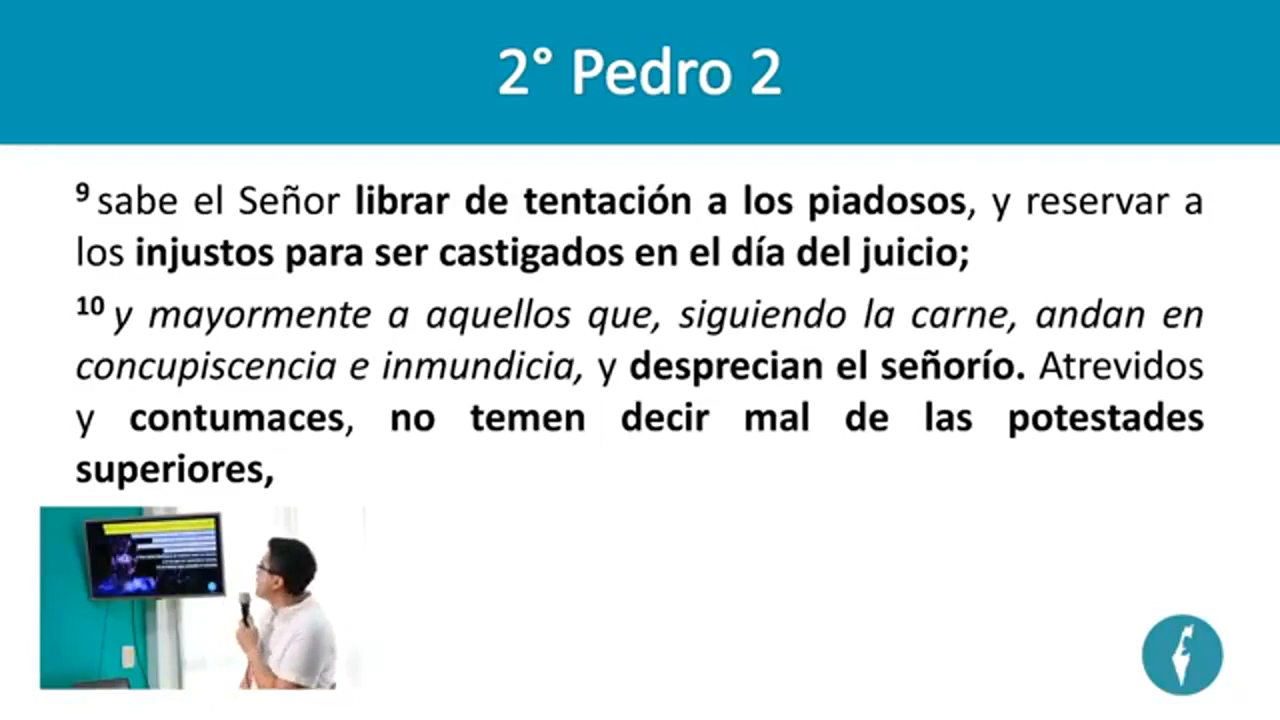 2° Pedro 2
9 sabe el Señor librar de tentación a los piadosos, y reservar a
los injustos para ser castigados en el día del juicio;
10 y mayormente a aquellos que, siguiendo la carne, andan en
concupiscencia e inmundicia, y desprecian el señorío. Atrevidos
y contumaces, no temen decir mal de las potestades
superiores,